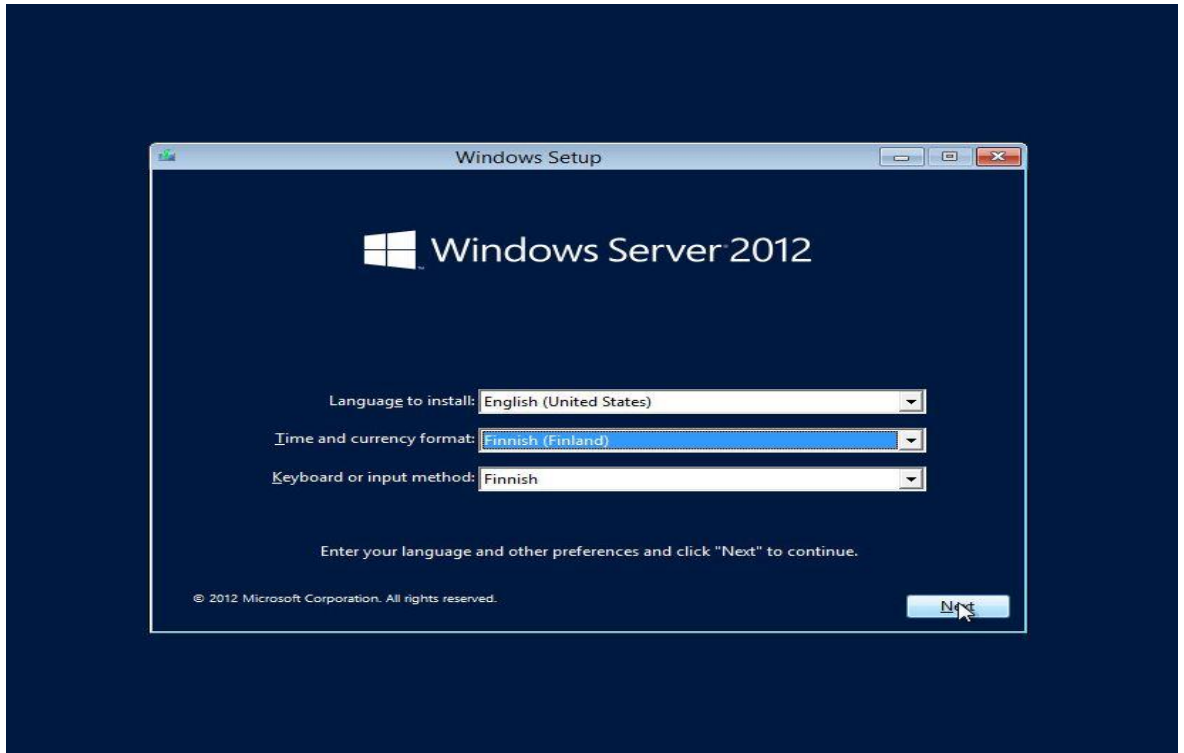 Windows Setup
Windows Server 2012
Language to install: English (United States)
Time and currency format: Finnish (Finland)
Keyboard or input method: Finnish
Enter your language and other preferences and click "Next" to continue.
© 2012 Microsoft Corporation. All rights reserved.
Next